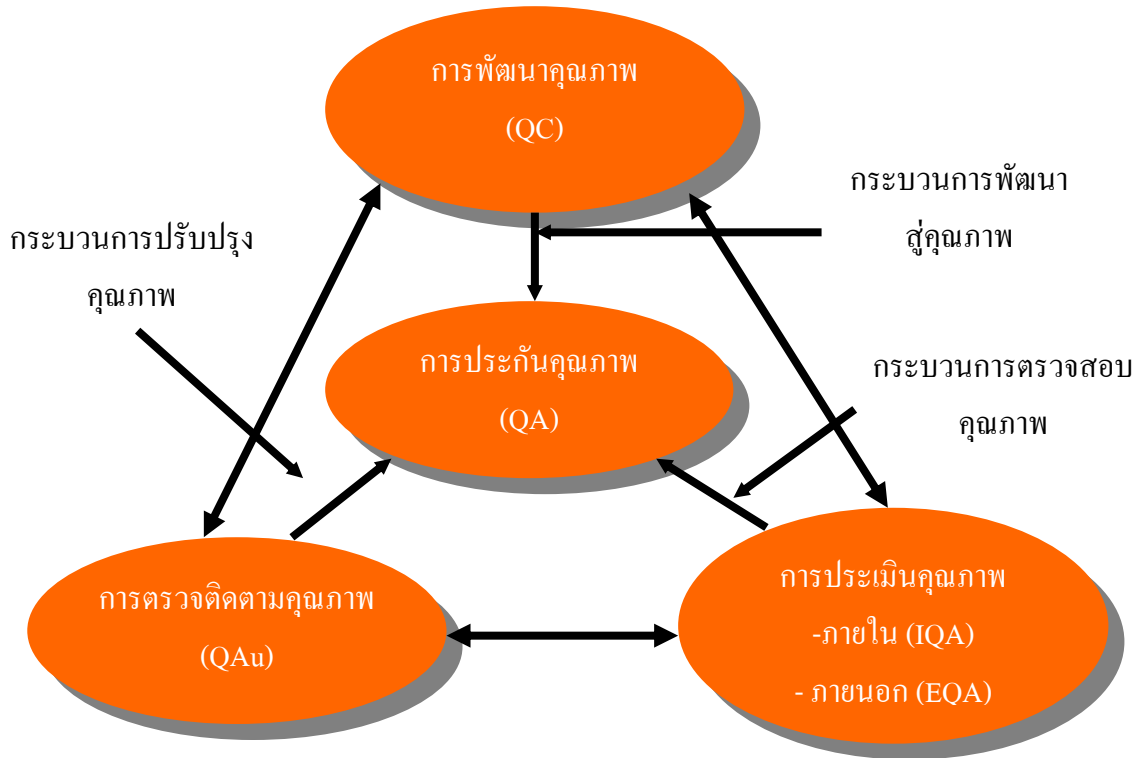 การพัฒนาคุณภาพ
(QC)
กระบวนการพัฒนา
สู่คุณภาพ
กระบวนการปรับปรุง
คุณภาพ
การประกันคุณภาพ
(QA)
กระบวนการตรวจสอบ
คุณภาพ
การตรวจติดตามคุณภาพ
(QAu)
การประเมินคุณภาพ
-ภายใน (IQA)
- ภายนอก (EQA)